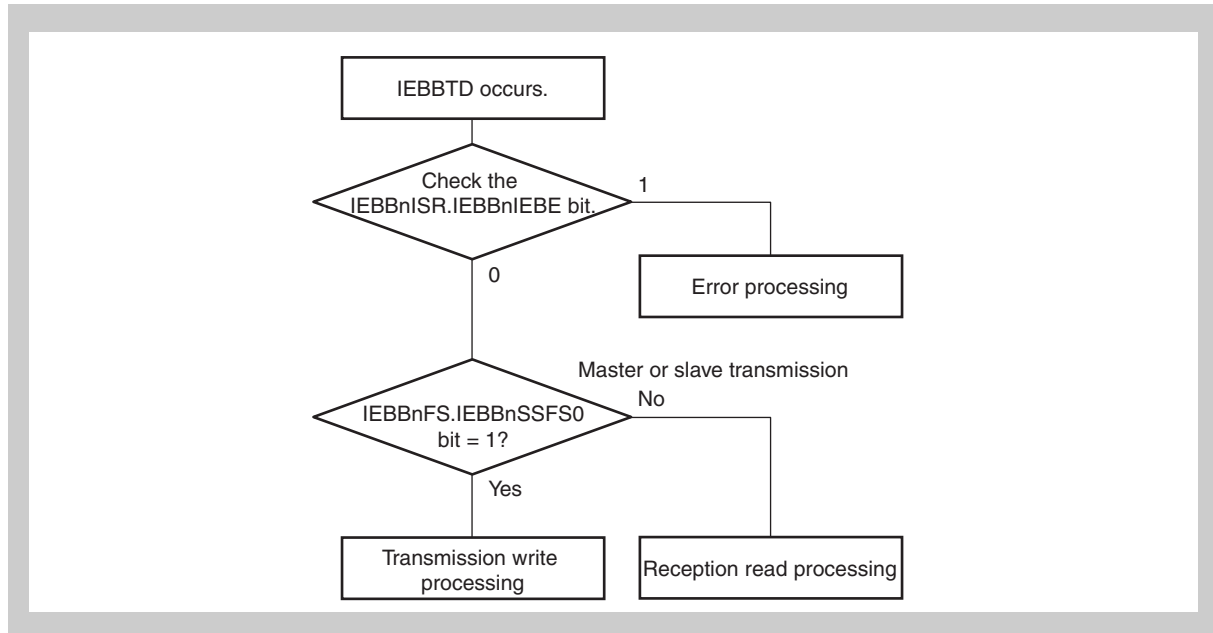 IEBBTD occurs.
Check the
IEBBnISR.IEBBnIEBE bit.
1
0
Error processing
Master or slave transmission
No
IEBBnFS.IEBBnSSFS0
bit = 1?
Yes
Transmission write
processing
Reception read processing